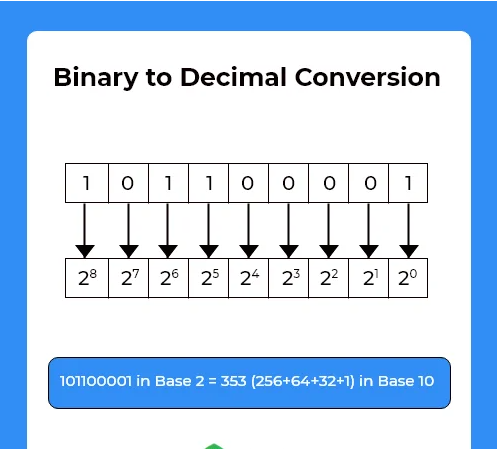 Binary to Decimal Conversion
1 0 1 1 0 0 0 0 1
2⁸ 2⁷ 2⁶ 2⁵ 2⁴ 2³ 2² 2¹ 2⁰
101100001 in Base 2 = 353 (256+64+32+1) in Base 10